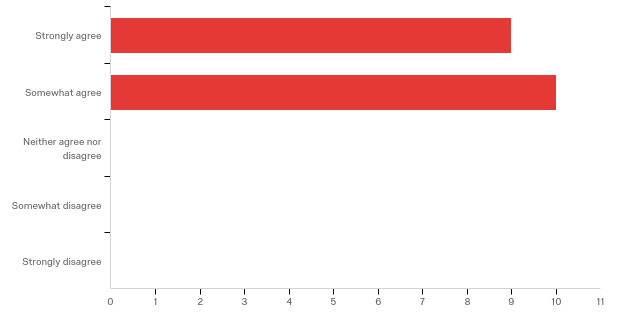 Strongly agree
Somewhat agree
Neither agree nor
disagree
Somewhat disagree
Strongly disagree
0 1 2 3 4 5 6 7 8 9 10 11